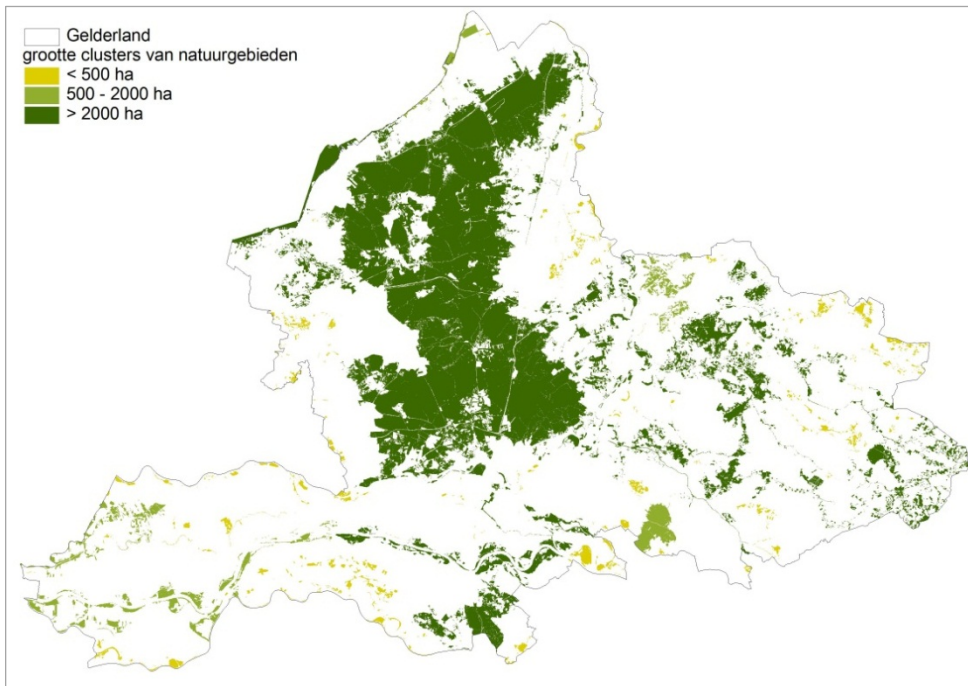 Gelderland
grootte clusters van natuurgebieden
< 500 ha
500 - 2000 ha
> 2000 ha